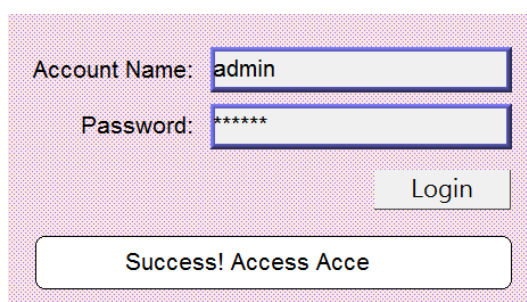 Account Name: admin
Password: ******
Login
Success! Access Acce